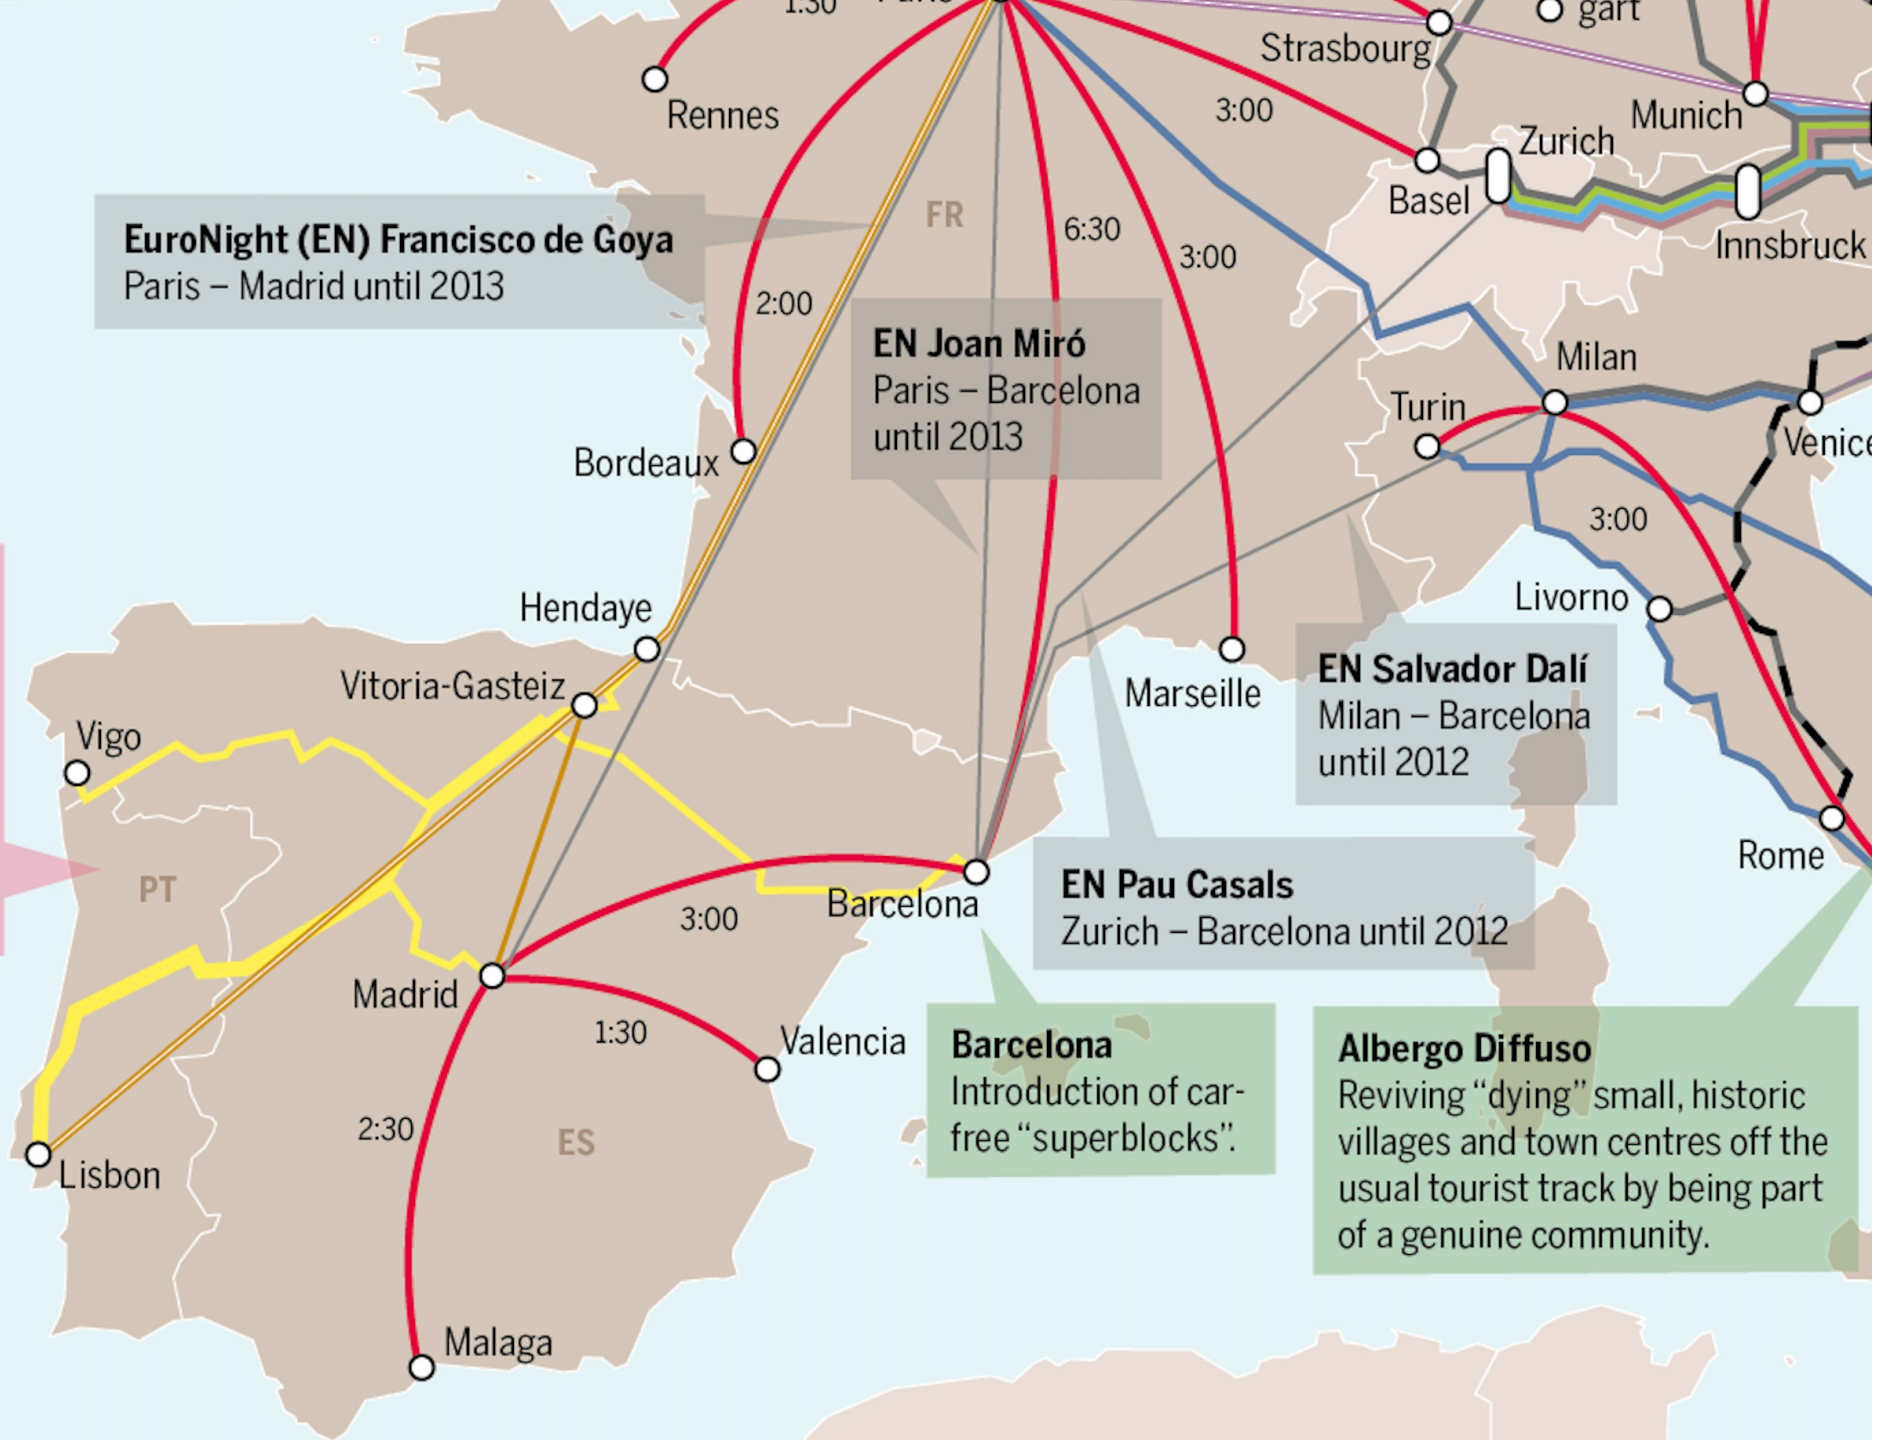 1:30
gart
Strasbourg
Rennes
3:00
Munich
Zurich
Basel
Innsbruck
FR
6:30
3:00
EuroNight (EN) Francisco de Goya
Paris – Madrid until 2013
2:00
EN Joan Miró
Paris – Barcelona
until 2013
Milan
Turin
Venice
Bordeaux
3:00
Livorno
Hendaye
Vitoria-Gasteiz
Marseille
EN Salvador Dalí
Milan – Barcelona
until 2012
Vigo
Rome
PT
Barcelona
3:00
EN Pau Casals
Zurich – Barcelona until 2012
Madrid
1:30
Valencia
Barcelona
Introduction of car-
free “superblocks”.
Albergo Diffuso
Reviving “dying” small, historic
villages and town centres off the
usual tourist track by being part
of a genuine community.
2:30
ES
Lisbon
Malaga